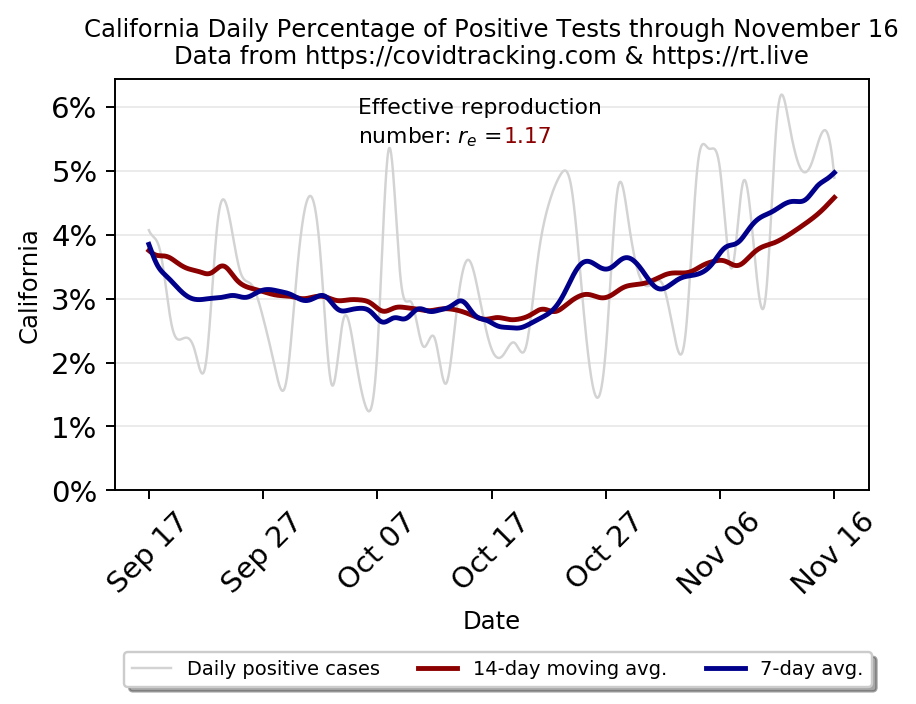 California Daily Percentage of Positive Tests through November 16
Data from https://covidtracking.com & https://rt.live
Effective reproduction
number: rₑ =1.17
6%
5%
4%
3%
2%
1%
0%
California
Sep 17
Sep 27
Oct 07
Oct 17
Oct 27
Nov 06
Nov 16
Date
Daily positive cases
14-day moving avg.
7-day avg.